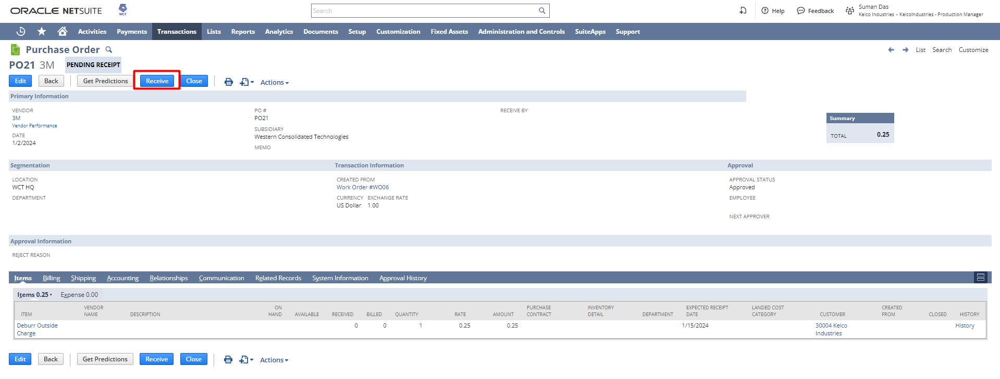 ORACLE NETSUITE
WCT
Search
Help
Feedback
Suman Das
Kelco Industries - KelcoIndustries - Production Manager
Activities Payments Transactions Lists Reports Analytics Documents Setup Customization Fixed Assets Administration and Controls SuiteApps Support
Purchase Order
List Search Customize
PO21 3M PENDING RECEIPT
Edit Back Get Predictions Receive Close Actions
Primary Information
VENDOR
3M
Vendor Performance
DATE
1/2/2024
PO #
PO21
SUBSIDIARY
Western Consolidated Technologies
MEMO
RECEIVE BY
Summary
TOTAL 0.25
Segmentation
LOCATION
WCT HQ
DEPARTMENT
Transaction Information
CREATED FROM
Work Order #WO06
CURRENCY EXCHANGE RATE
US Dollar 1.00
Approval
APPROVAL STATUS
Approved
EMPLOYEE
NEXT APPROVER
Approval Information
REJECT REASON
Items Billing Shipping Accounting Relationships Communication Related Records System Information Approval History
Items 0.25 • Expense 0.00
ITEM
VENDOR
NAME
DESCRIPTION
ON
HAND
AVAILABLE
RECEIVED
BILLED
QUANTITY
RATE
AMOUNT
PURCHASE
CONTRACT
INVENTORY
DETAIL
DEPARTMENT
EXPECTED RECEIPT
DATE
LANDED COST
CATEGORY
CUSTOMER
CREATED
FROM
CLOSED
HISTORY
Deburr Outside
Charge
0 0 1 0.25 0.25 1/15/2024
30004 Kelco
Industries
History
Edit Back Get Predictions Receive Close Actions